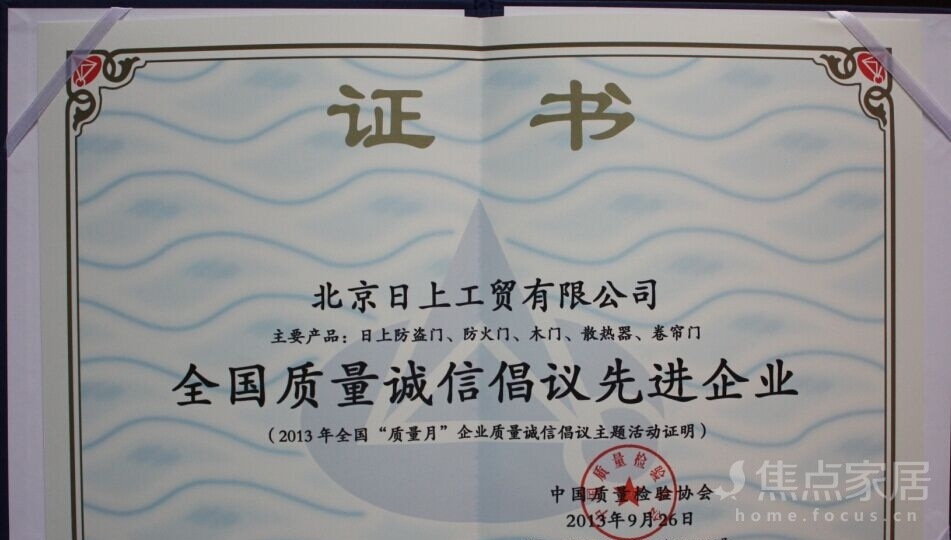 证书
北京日上工贸有限公司
主要产品：日上防盗门、防火门、木门、散热器、卷帘门
全国质量诚信倡议先进企业
（2013年全国“质量月”企业质量诚信倡议主题活动证明）
中国质量检验协会
2013年9月26日
质量检验
焦点家居
home.focus.cn